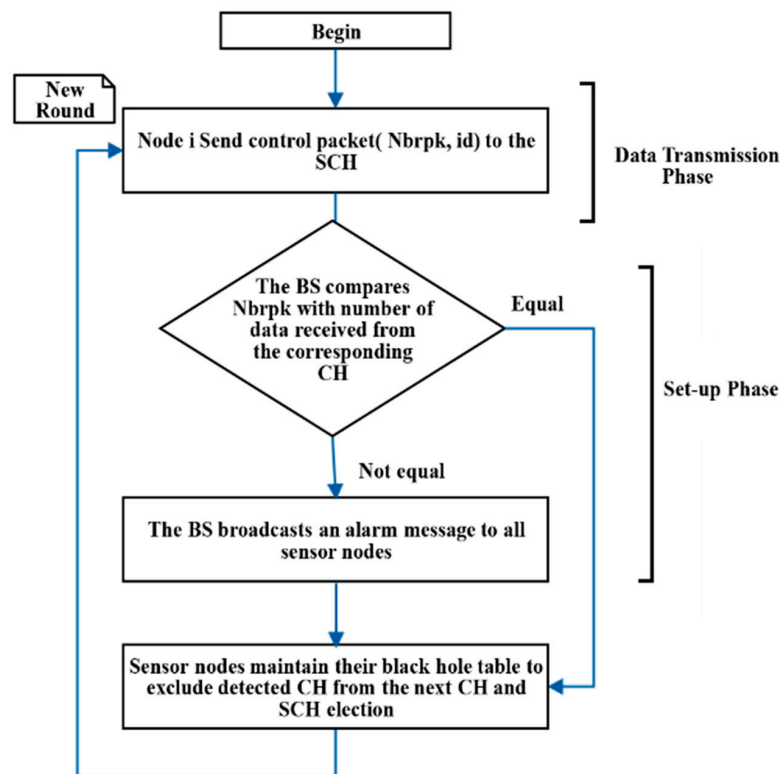 Begin
New
Round
Node i Send control packet( Nbrpk, id) to the
SCH
Data Transmission
Phase
The BS compares
Nbrpk with number of
data received from
the corresponding
CH
Equal
Set-up Phase
Not equal
The BS broadcasts an alarm message to all
sensor nodes
Sensor nodes maintain their black hole table to
exclude detected CH from the next CH and
SCH election